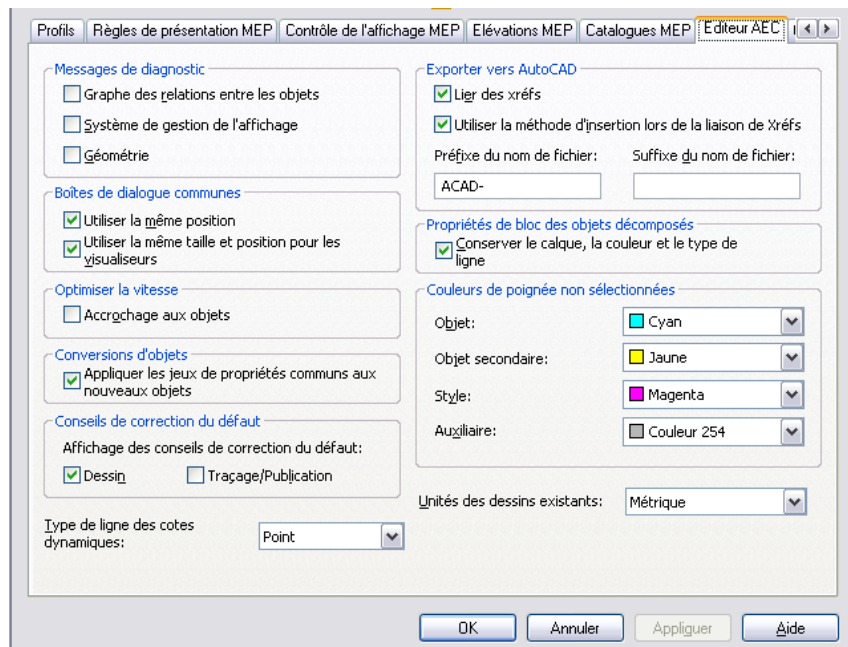 Profils
Règles de présentation MEP
Contrôle de l'affichage MEP
Elévations MEP
Catalogues MEP
Editeur AEC
Messages de diagnostic
Graphe des relations entre les objets
Système de gestion de l'affichage
Géométrie
Boîtes de dialogue communes
Utiliser la même position
Utiliser la même taille et position pour les
visualiseurs
Optimiser la vitesse
Accrochage aux objets
Conversions d'objets
Appliquer les jeux de propriétés communs aux
nouveaux objets
Conseils de correction du défaut
Affichage des conseils de correction du défaut:
Dessin
Traçage/Publication
Type de ligne des cotes
dynamiques:
Point
Exporter vers AutoCAD
Lier des xréfs
Utiliser la méthode d'insertion lors de la liaison de Xréfs
Préfixe du nom de fichier:
Suffixe du nom de fichier:
ACAD-
Propriétés de bloc des objets décomposés
Conserver le calque, la couleur et le type de
ligne
Couleurs de poignée non sélectionnées
Objet:
Cyan
Objet secondaire:
Jaune
Style:
Magenta
Auxiliaire:
Couleur 254
Unités des dessins existants:
Métrique
OK
Annuler
Appliquer
Aide